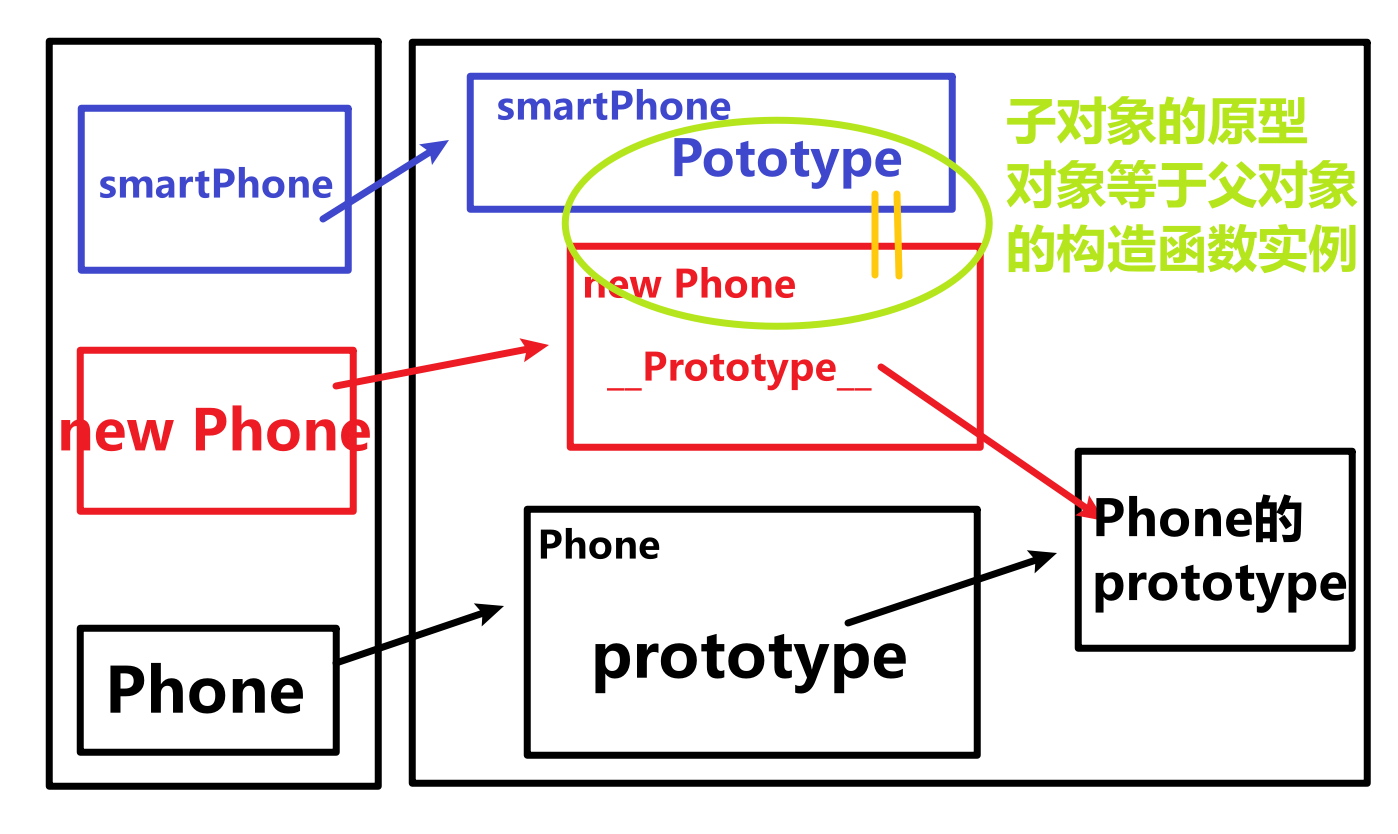 smartPhone
new Phone
Phone
smartPhone
Pototype
new Phone
__Prototype__
Phone
prototype
子对象的原型
对象等于父对象
的构造函数实例
Phone的
prototype